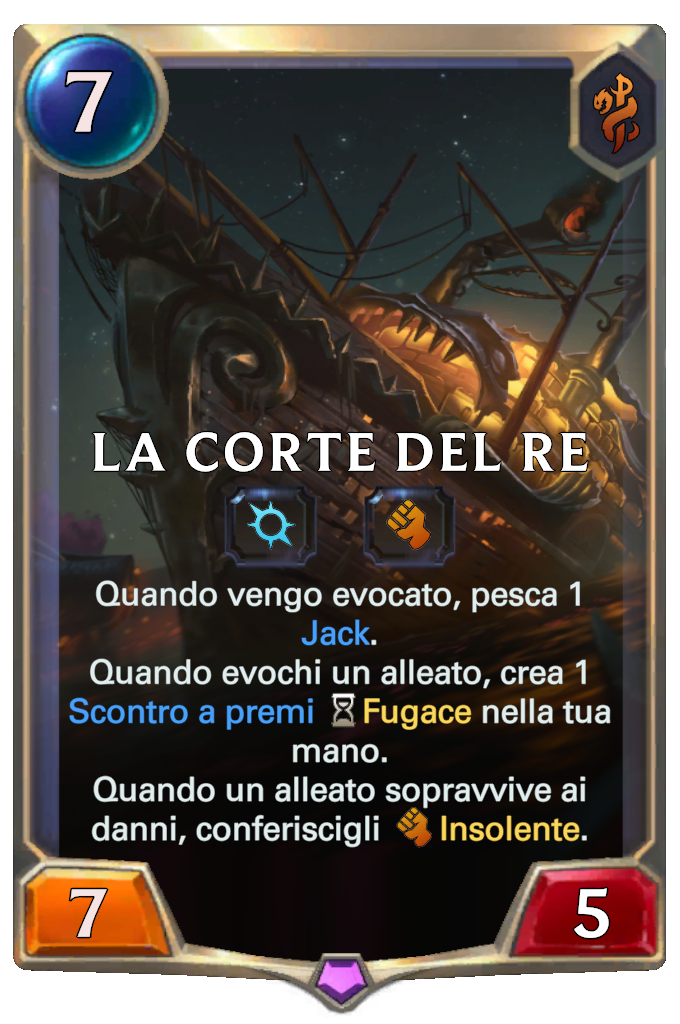 7
LA CORTE DEL RE
Quando vengo evocato, pesca 1
Jack.
Quando evochi un alleato, crea 1
Scontro a premi Fugace nella tua
mano.
Quando un alleato sopravvive ai
danni, conferiscigli Insolente.
7
5